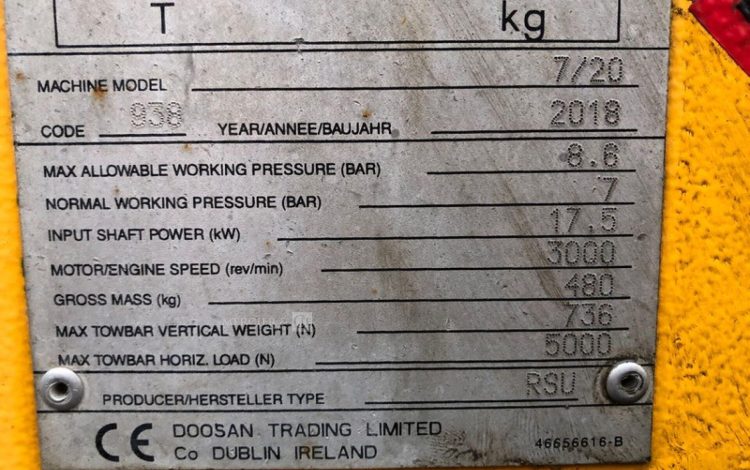 T kg
MACHINE MODEL 7/20
CODE 938 YEAR/ANNEE/BAUJAHR 2018
MAX ALLOWABLE WORKING PRESSURE (BAR) 8.6
NORMAL WORKING PRESSURE (BAR) 7
INPUT SHAFT POWER (kW) 17.5
MOTOR/ENGINE SPEED (rev/min) 3000
GROSS MASS (kg) 480
MAX TOWBAR VERTICAL WEIGHT (N) 736
MAX TOWBAR HORIZ. LOAD (N) 5000
PRODUCER/HERSTELLER TYPE RSU
CE DOOSAN TRADING LIMITED
Co DUBLIN IRELAND 46656616-B